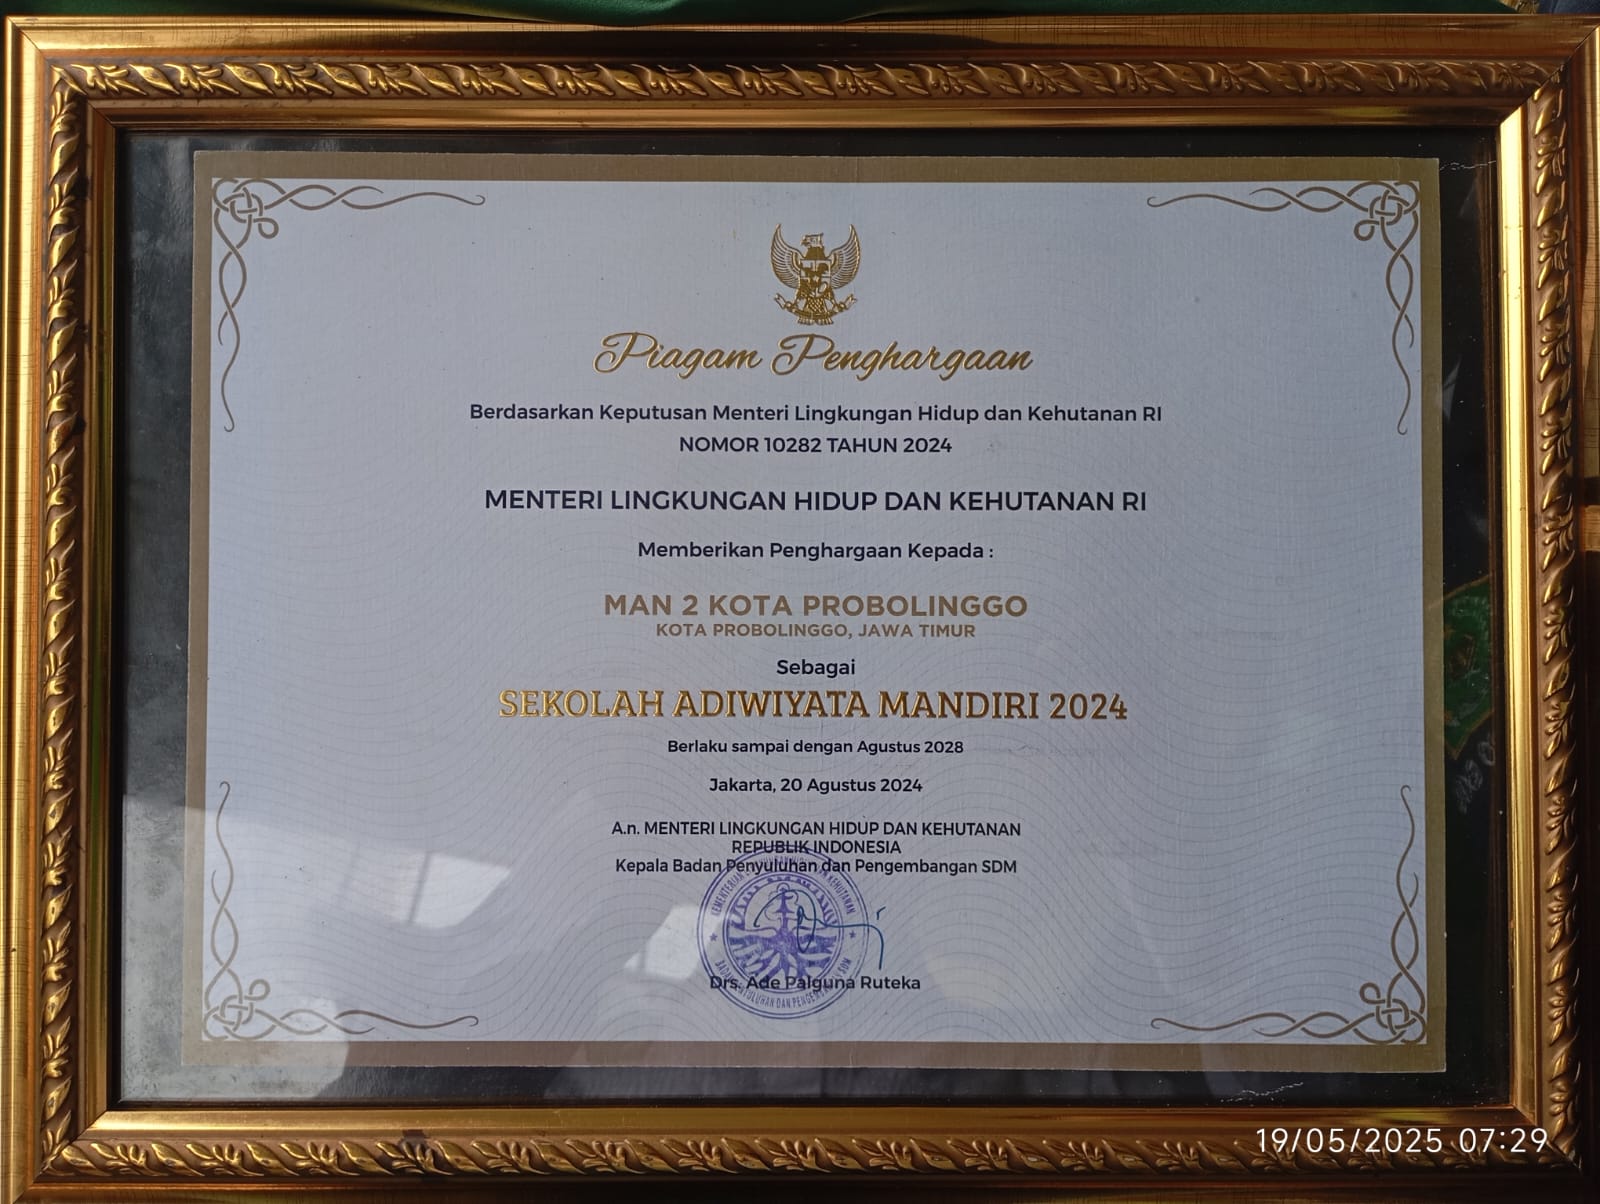 Piagam Penghargaan
Berdasarkan Keputusan Menteri Lingkungan Hidup dan Kehutanan RI
NOMOR 10282 TAHUN 2024
MENTERI LINGKUNGAN HIDUP DAN KEHUTANAN RI
Memberikan Penghargaan Kepada :
MAN 2 KOTA PROBOLINGGO
KOTA PROBOLINGGO, JAWA TIMUR
Sebagai
SEKOLAH ADIWIYATA MANDIRI 2024
Berlaku sampai dengan Agustus 2028
Jakarta, 20 Agustus 2024
A.n. MENTERI LINGKUNGAN HIDUP DAN KEHUTANAN
REPUBLIK INDONESIA
Kepala Badan Penyuluhan dan Pengembangan SDM
Drs. Ade Palguna Ruteka
19/05/2025 07:29